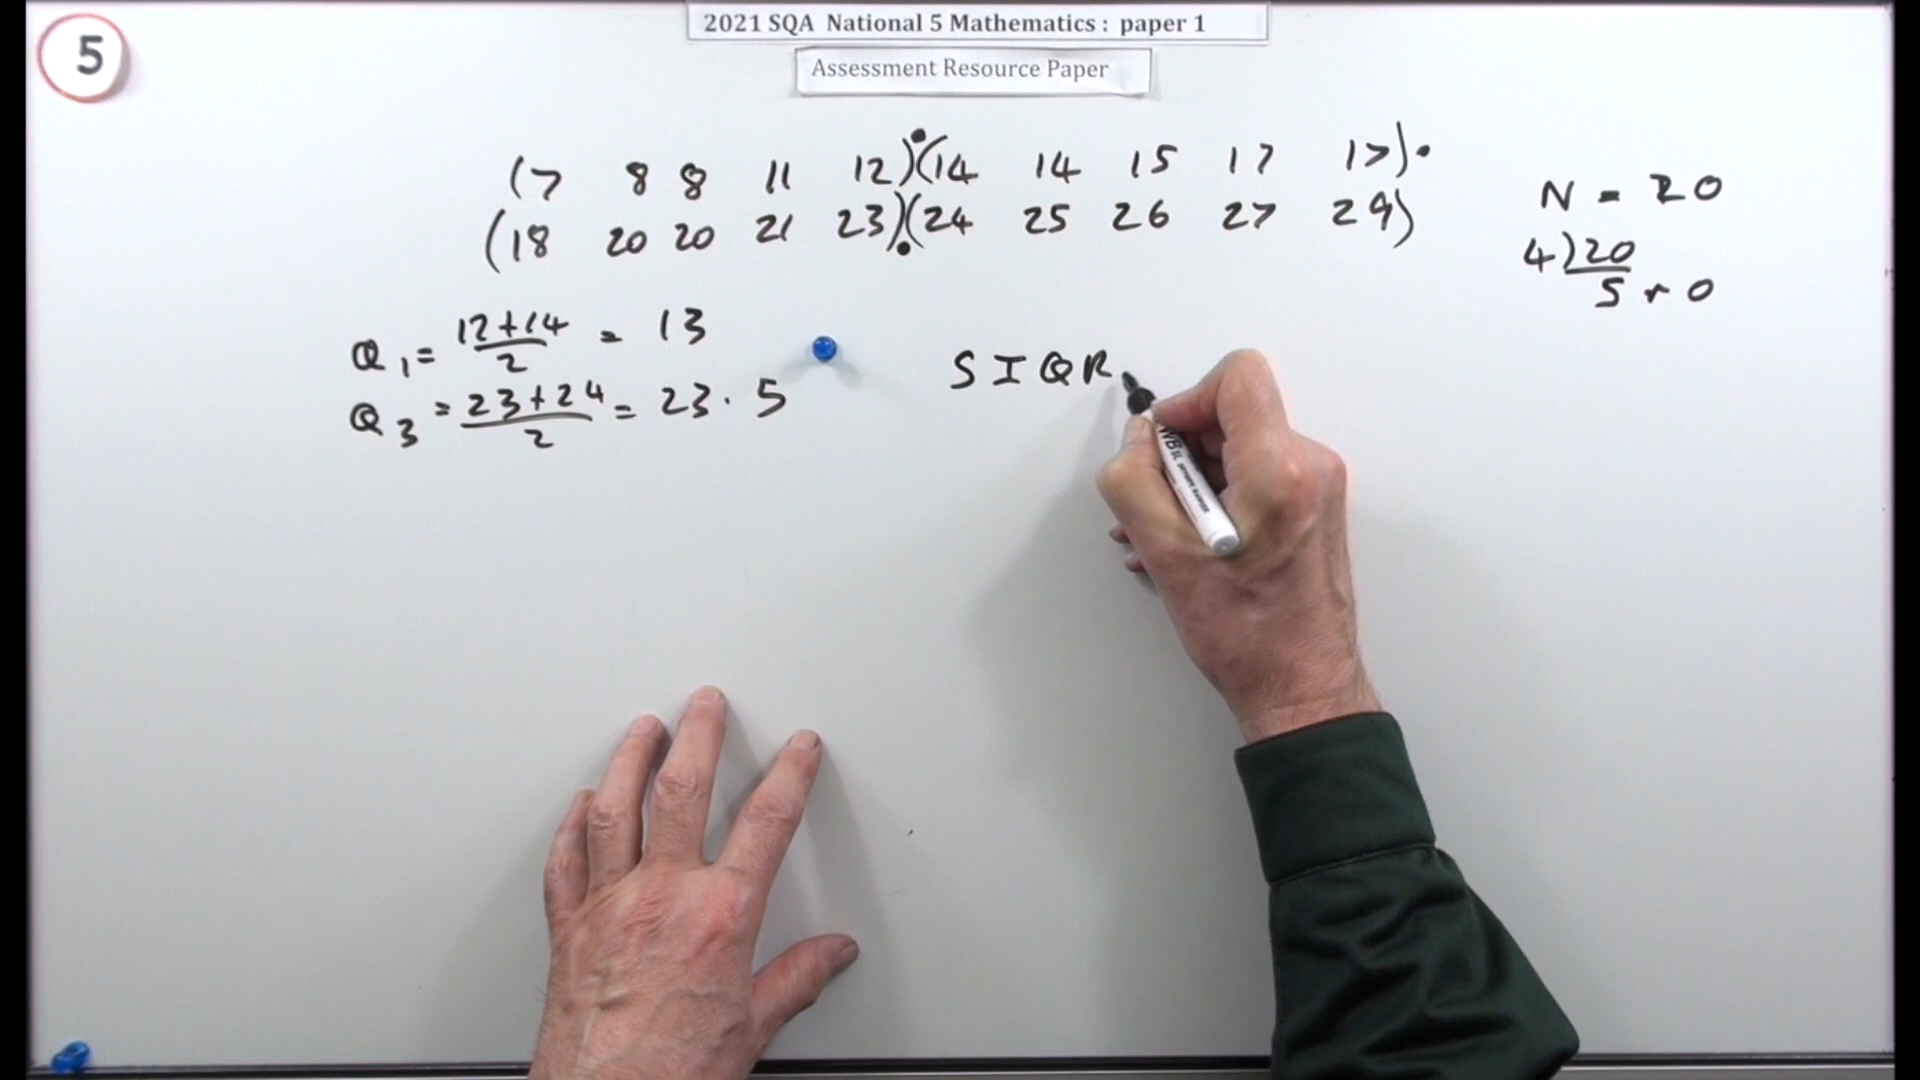 5
2021 SQA National 5 Mathematics : paper 1
Assessment Resource Paper
(7 8 8 11 12)(14 14 15 17 17).
(18 20 20 21 23)(24 25 26 27 29)
N = 20
4)20
5 r 0
Q1 = 12+14/2 = 13
Q3 = 23+24/2 = 23.5
SIQR
WB